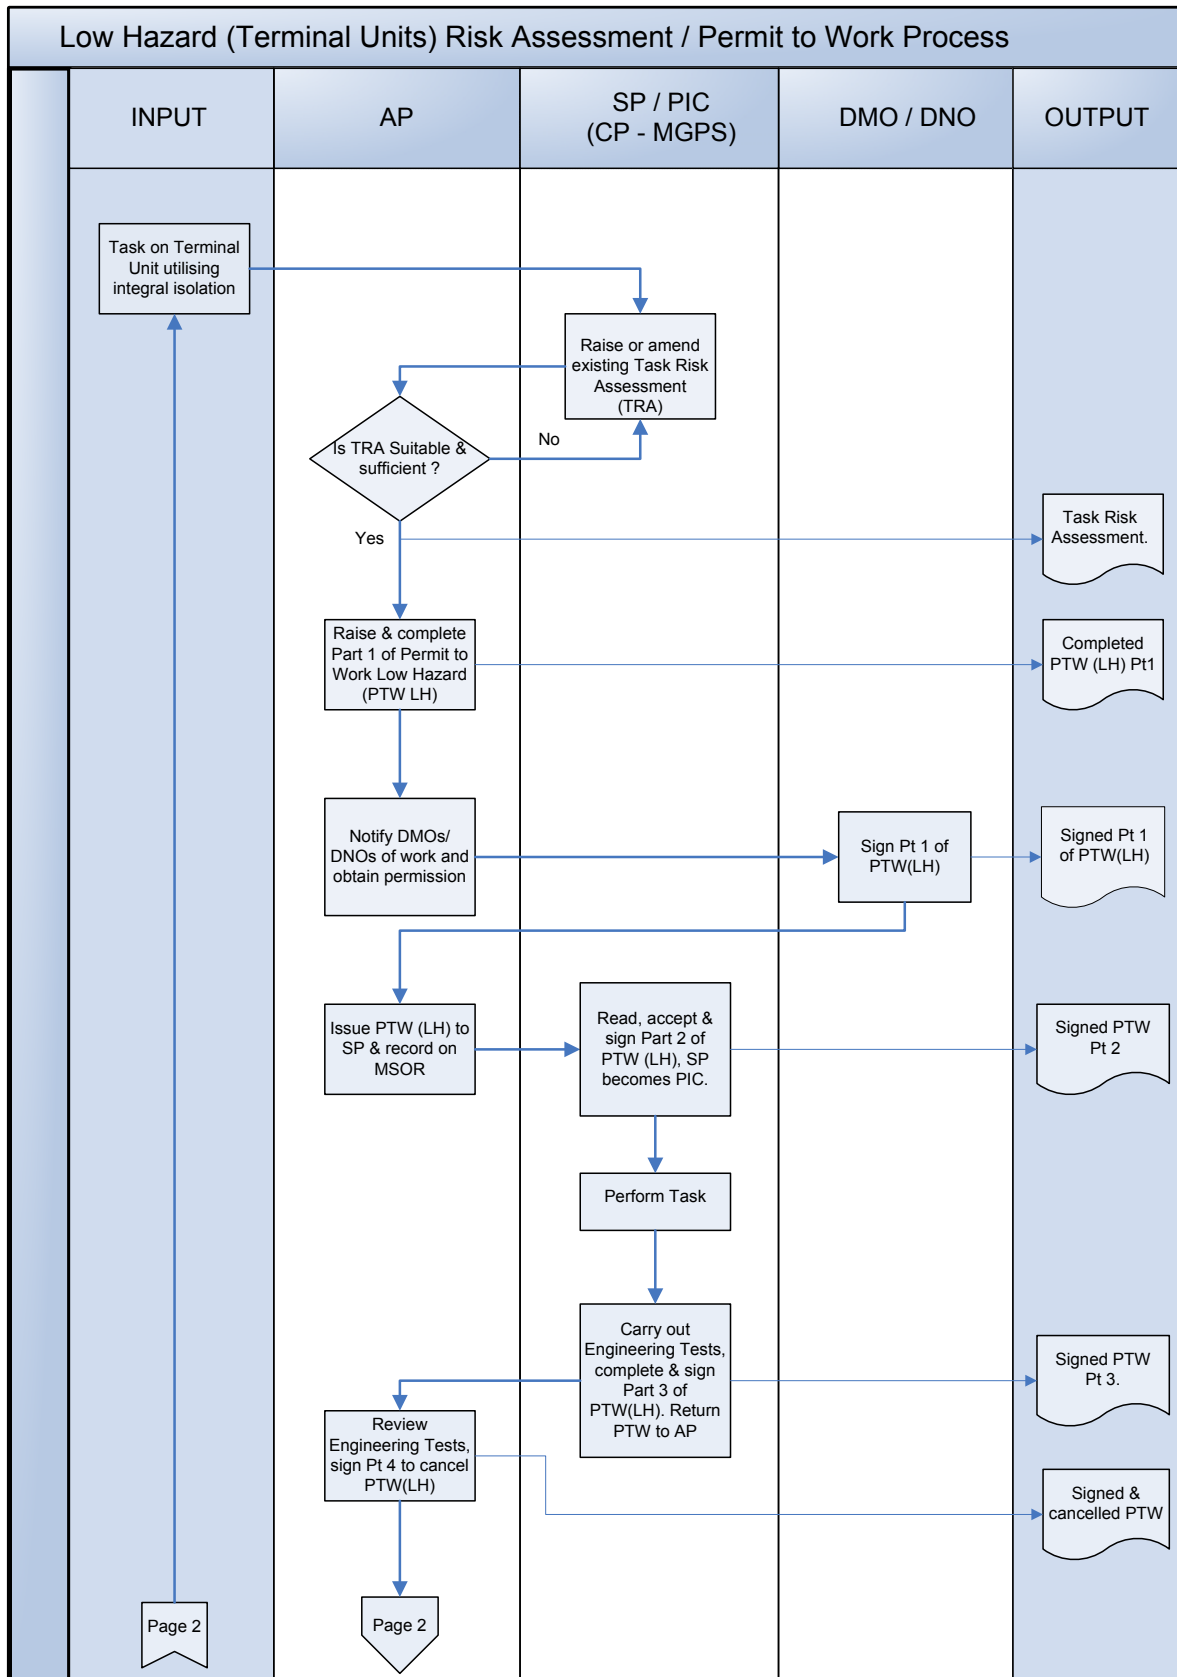 Low Hazard (Terminal Units) Risk Assessment / Permit to Work Process
INPUT
AP
SP / PIC
(CP - MGPS)
DMO / DNO
OUTPUT
Task on Terminal
Unit utilising
integral isolation
Raise or amend
existing Task Risk
Assessment
(TRA)
Is TRA Suitable &
sufficient ?
No
Yes
Task Risk
Assessment.
Raise & complete
Part 1 of Permit to
Work Low Hazard
(PTW LH)
Completed
PTW (LH) Pt1
Notify DMOs/
DNOs of work and
obtain permission
Sign Pt 1 of
PTW(LH)
Signed Pt 1
of PTW(LH)
Issue PTW (LH) to
SP & record on
MSOR
Read, accept &
sign Part 2 of
PTW (LH), SP
becomes PIC.
Signed PTW
Pt 2
Perform Task
Carry out
Engineering Tests,
complete & sign
Part 3 of
PTW(LH). Return
PTW to AP
Signed PTW
Pt 3.
Review
Engineering Tests,
sign Pt 4 to cancel
PTW(LH)
Signed &
cancelled PTW
Page 2
Page 2